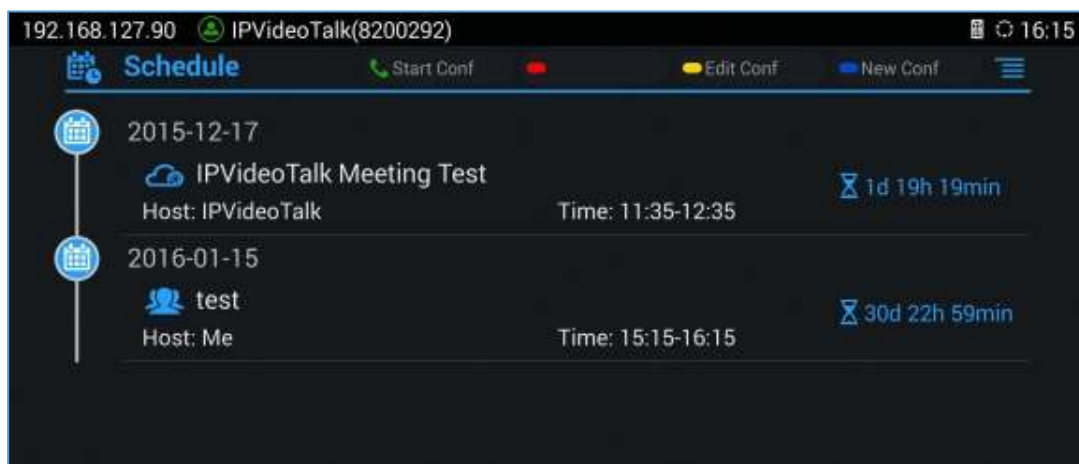 192.168.127.90 IPVideoTalk(8200292) 16:15
Schedule Start Conf Edit Conf New Conf
2015-12-17
IPVideoTalk Meeting Test
1d 19h 19min
Host: IPVideoTalk Time: 11:35-12:35
2016-01-15
test
30d 22h 59min
Host: Me Time: 15:15-16:15